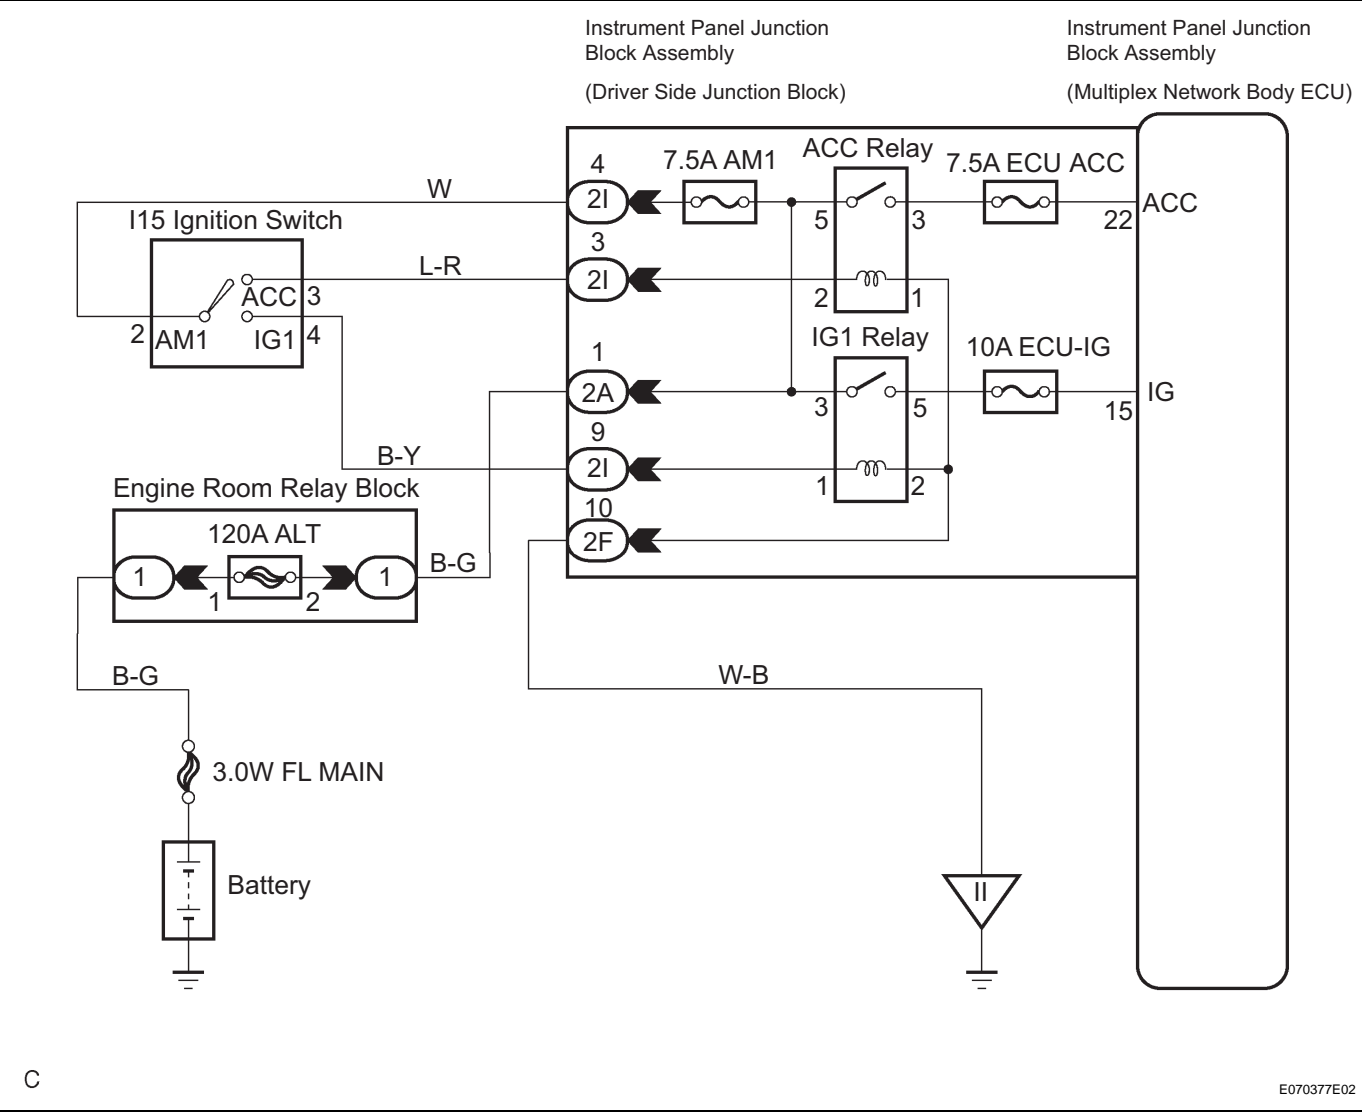 Instrument Panel Junction
Block Assembly
(Driver Side Junction Block)
Instrument Panel Junction
Block Assembly
(Multiplex Network Body ECU)
4
7.5A AM1
ACC Relay
7.5A ECU ACC
W
2I
ACC
I15 Ignition Switch
5
3
22
3
L-R
2I
ACC
3
2
1
2
AM1
IG1
4
IG1 Relay
10A ECU-IG
1
2A
IG
3
5
15
9
B-Y
2I
1
2
Engine Room Relay Block
10
120A ALT
2F
1
1
B-G
1
2
B-G
W-B
3.0W FL MAIN
Battery
II
C
E070377E02